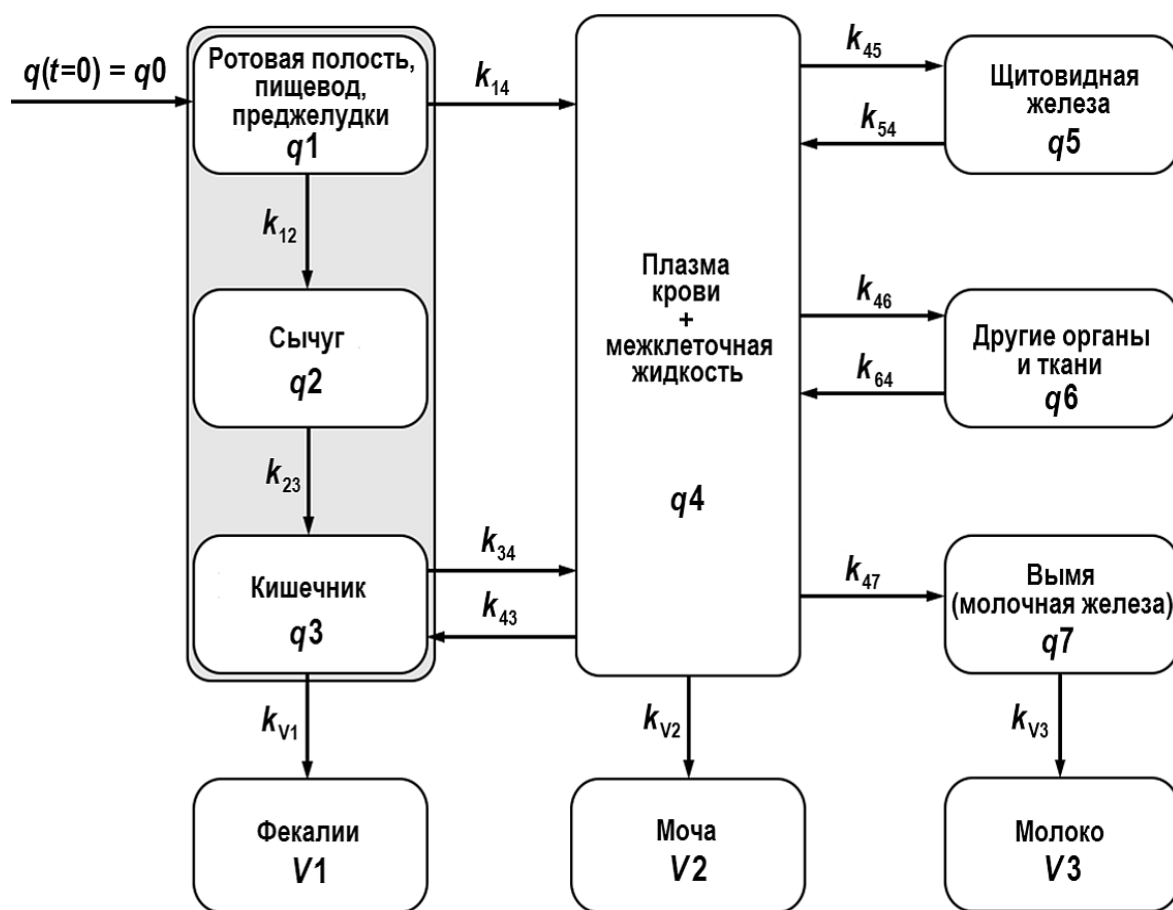 q(t=0) = q0
Ротовая полость,
пищевод,
преджелудки
q1
k14
k12
Сычуг
q2
k23
Кишечник
q3
k34
k43
kV1
Фекалии
V1
Плазма
крови
+
межклеточная
жидкость
q4
kV2
Моча
V2
k45
k54
Щитовидная
железа
q5
k46
k64
Другие органы
и ткани
q6
k47
Вымя
(молочная железа)
q7
kV3
Молоко
V3